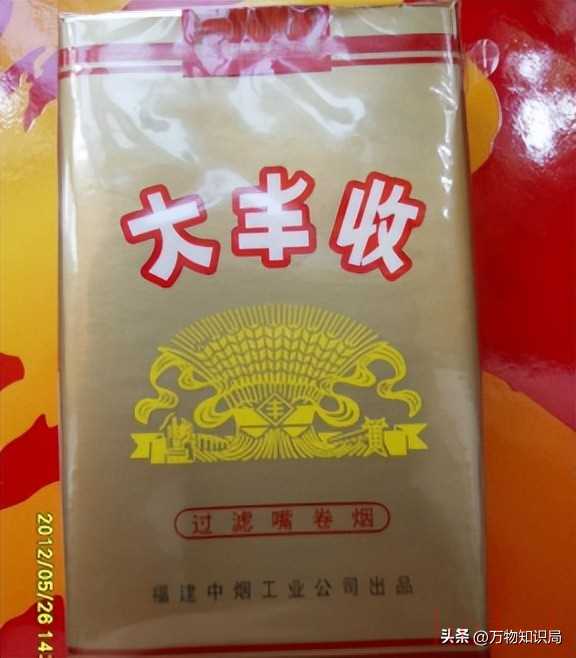 大丰收
丰
过滤嘴卷烟
福建中烟工业公司出品
2012/05/26 14:
头条 @万物知识局